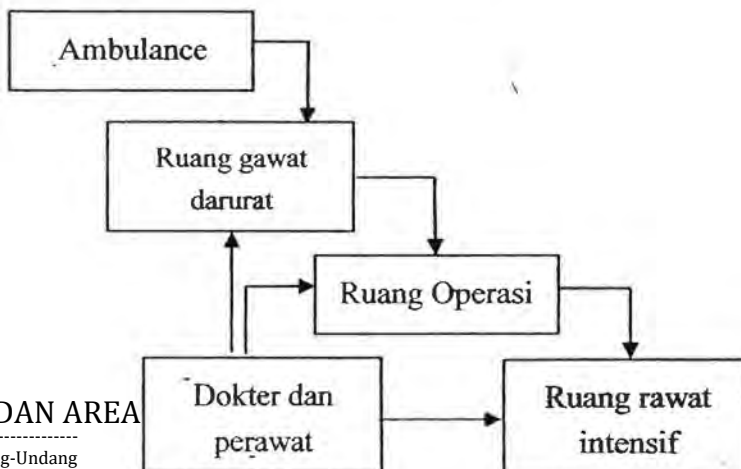 Ambulance
Ruang gawat
darurat
Ruang Operasi
Dokter dan
perawat
Ruang rawat
intensif
DAN AREA
g-Undang